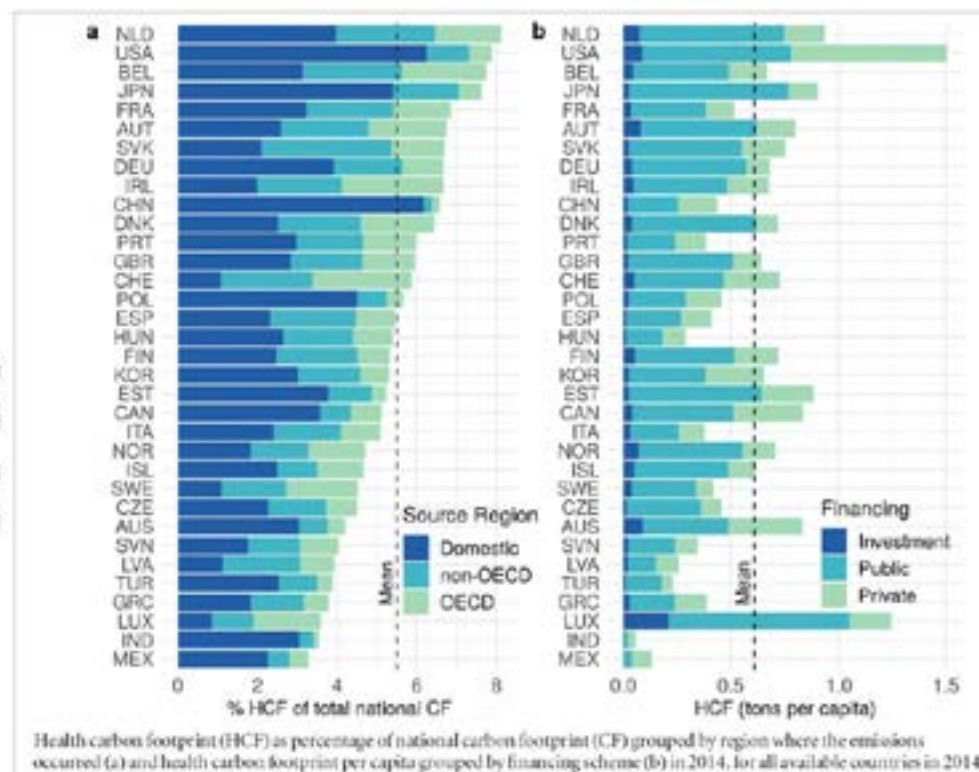 a
b
NLD
USA
BEL
JPN
FRA
AUT
SVK
DEU
IRL
CHN
DNK
PRT
GBR
CHE
POL
ESP
HUN
FIN
KOR
EST
CAN
ITA
NOR
ISL
SWE
CZE
AUS
SVN
LVA
TUR
GRC
LUX
IND
MEX
0 2 4 6 8
% HCF of total national CF
Mean
Source Region
Domestic
non-OECD
OECD
NLD
USA
BEL
JPN
FRA
AUT
SVK
DEU
IRL
CHN
DNK
PRT
GBR
CHE
POL
ESP
HUN
FIN
KOR
EST
CAN
ITA
NOR
ISL
SWE
CZE
AUS
SVN
LVA
TUR
GRC
LUX
IND
MEX
0.0 0.5 1.0 1.5
HCF (tons per capita)
Mean
Financing
Investment
Public
Private
Health carbon footprint (HCF) as percentage of national carbon footprint (CF) grouped by region where the emissions
occurred (a) and health carbon footprint per capita grouped by financing scheme (b) in 2014, for all available countries in 2014